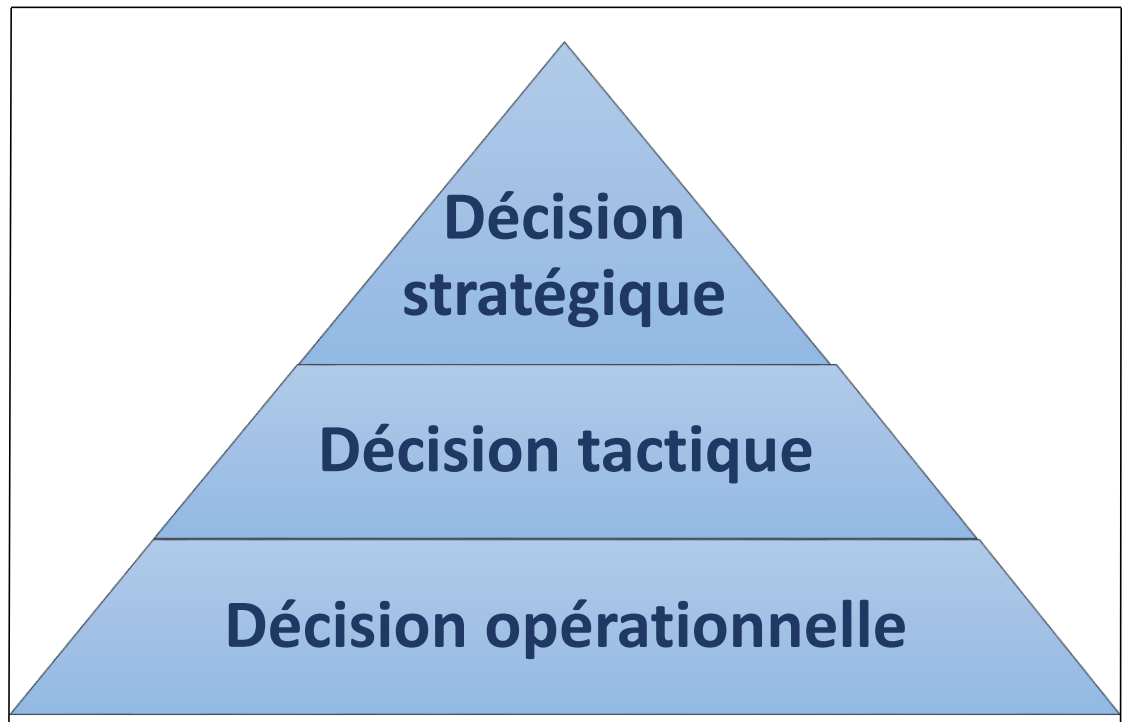 Décision
stratégique
Décision tactique
Décision opérationnelle